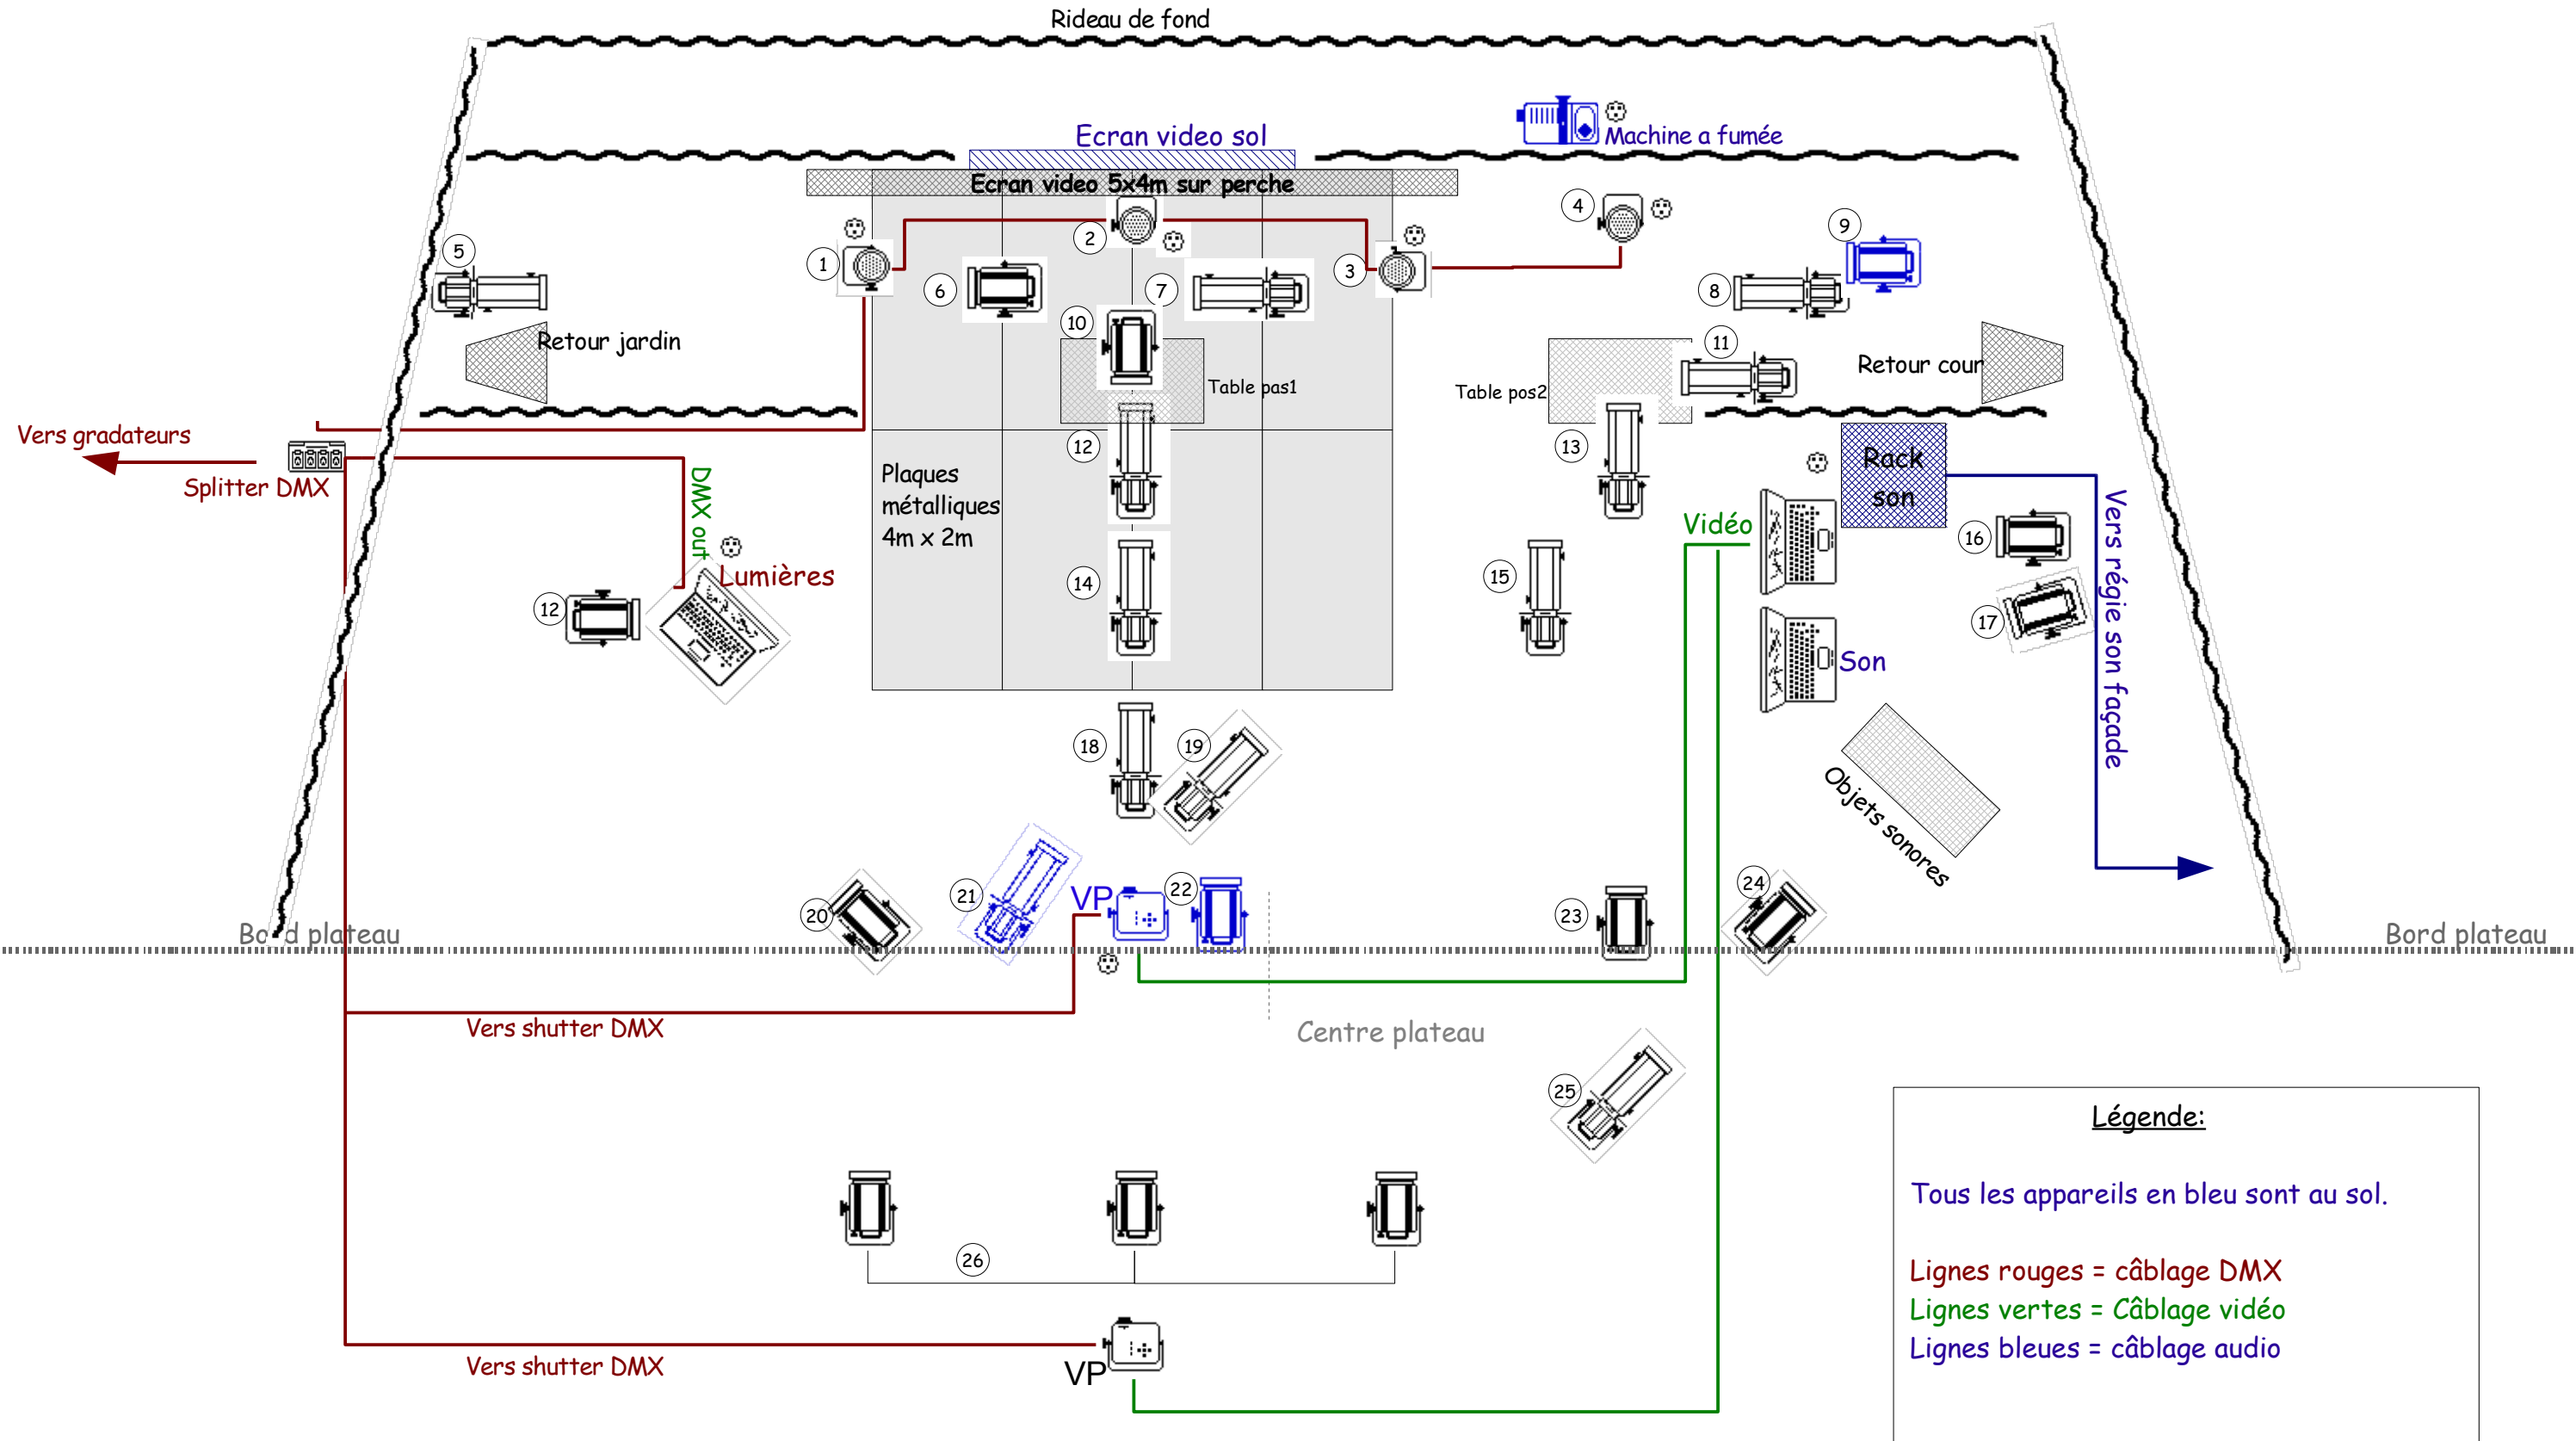 Rideau de fond
Ecran video sol
Machine a fumée
Ecran video 5x4m sur perche
4
2
9
5
1
3
6
7
8
10
11
Retour jardin
Retour cour
Table pas1
Table pos2
Vers gradateurs
12
13
Rack
son
Splitter DMX
DMX out
Plaques
métalliques
4m x 2m
Vidéo
Vers régie son façade
16
Lumières
14
15
12
17
Son
18
19
Objets sonores
20
21
VP
22
23
24
Bord plateau
Bord plateau
Vers shutter DMX
Centre plateau
25
26
Vers shutter DMX
VP
Légende:
Tous les appareils en bleu sont au sol.
Lignes rouges = câblage DMX
Lignes vertes = Câblage vidéo
Lignes bleues = câblage audio